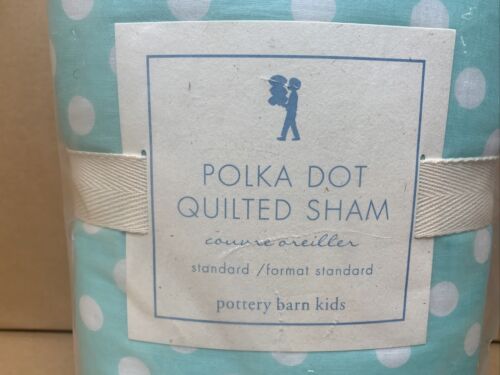 POLKA DOT
QUILTED SHAM
couvre oreiller
standard /format standard
pottery barn kids